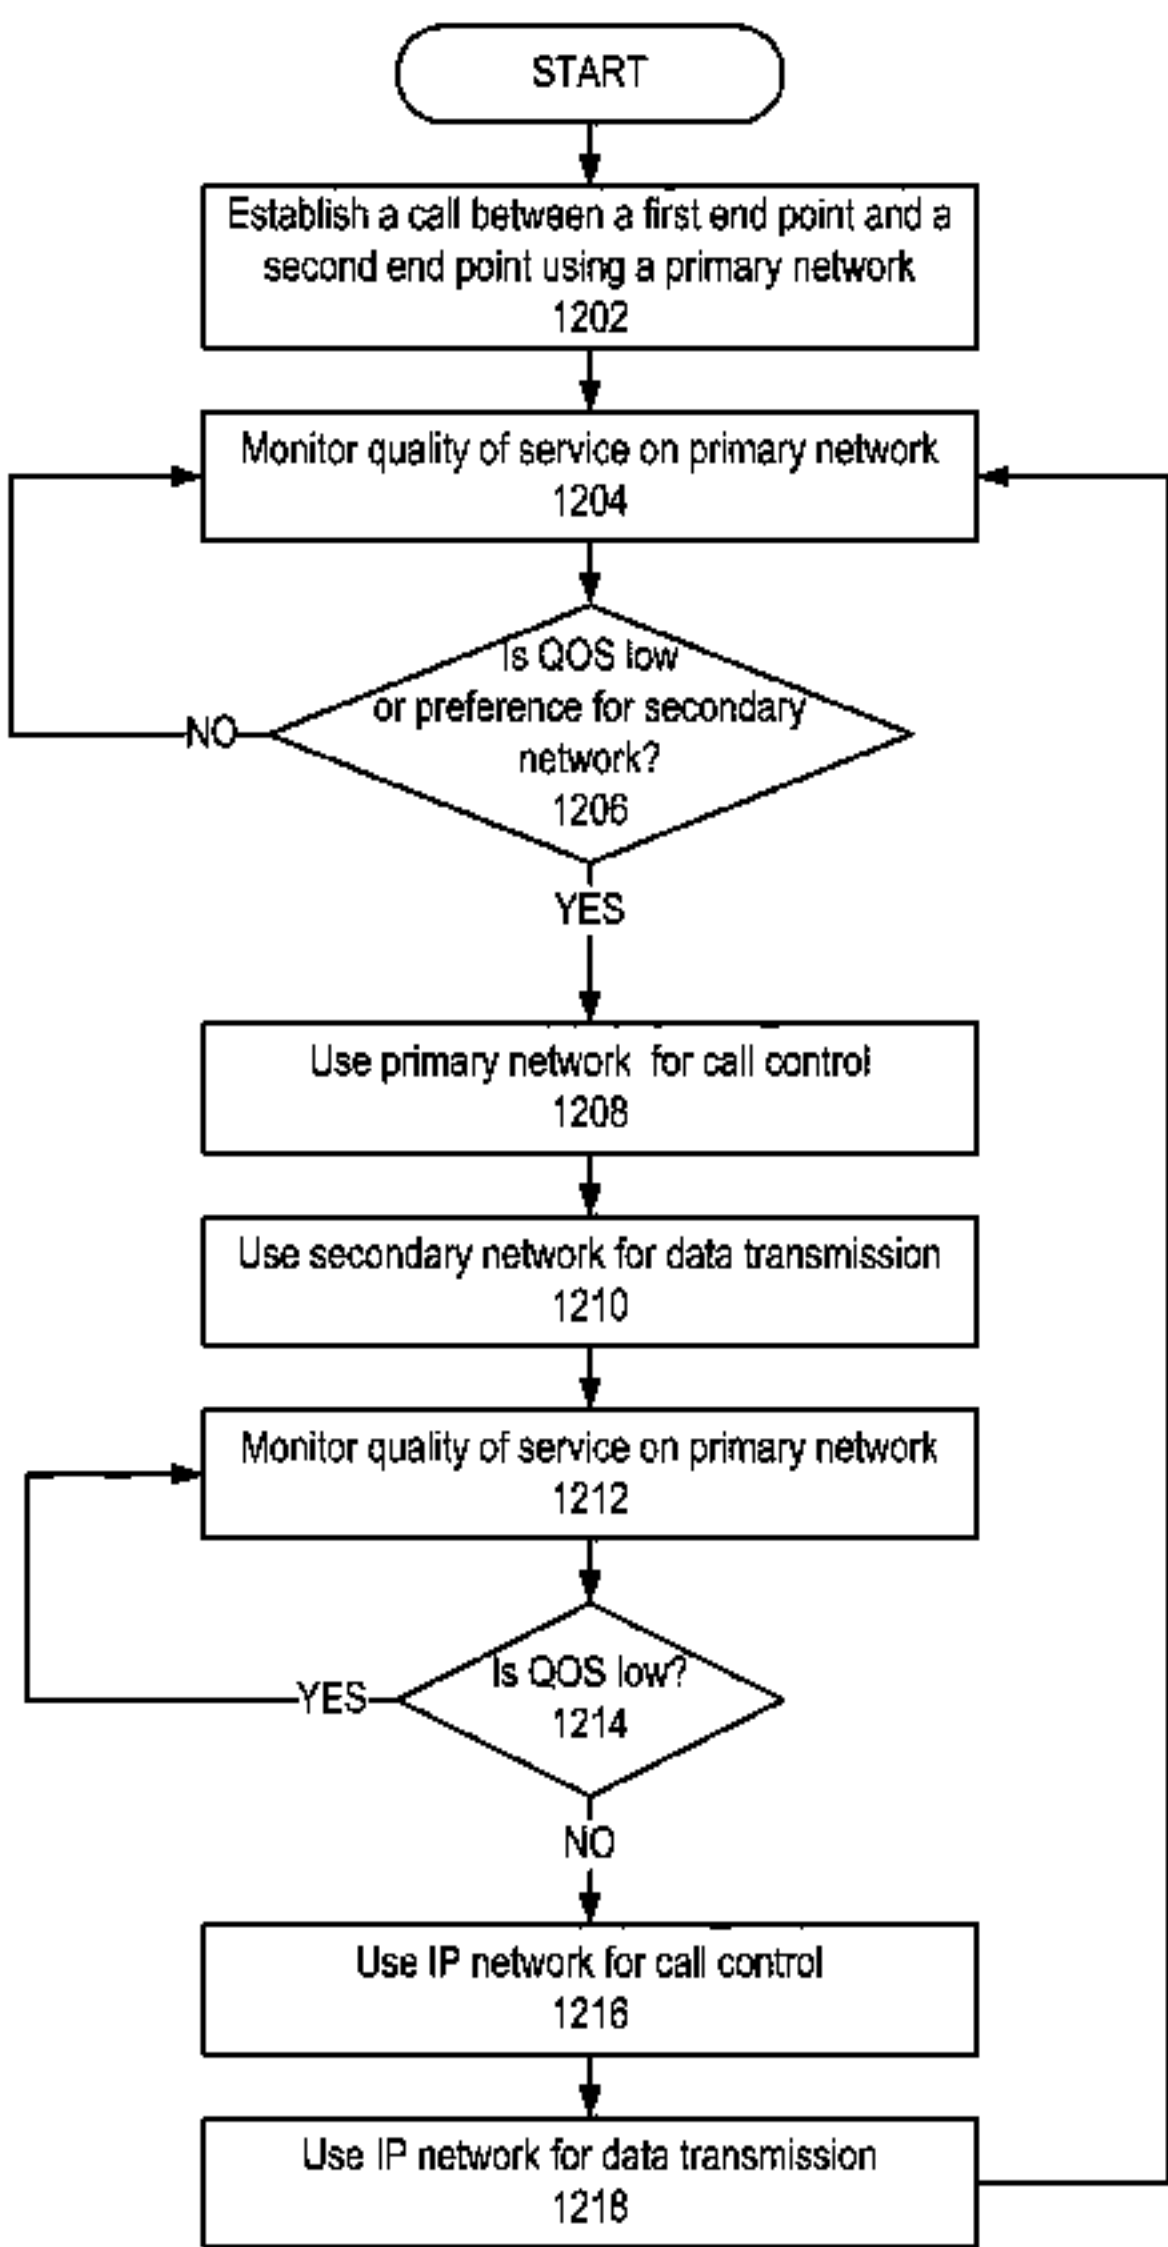 START
Establish a call between a first end point and a
second end point using a primary network
1202
Monitor quality of service on primary network
1204
Is QOS low
or preference for secondary
network?
1206
NO
YES
Use primary network for call control
1208
Use secondary network for data transmission
1210
Monitor quality of service on primary network
1212
Is QOS low?
1214
YES
NO
Use IP network for call control
1216
Use IP network for data transmission
1218